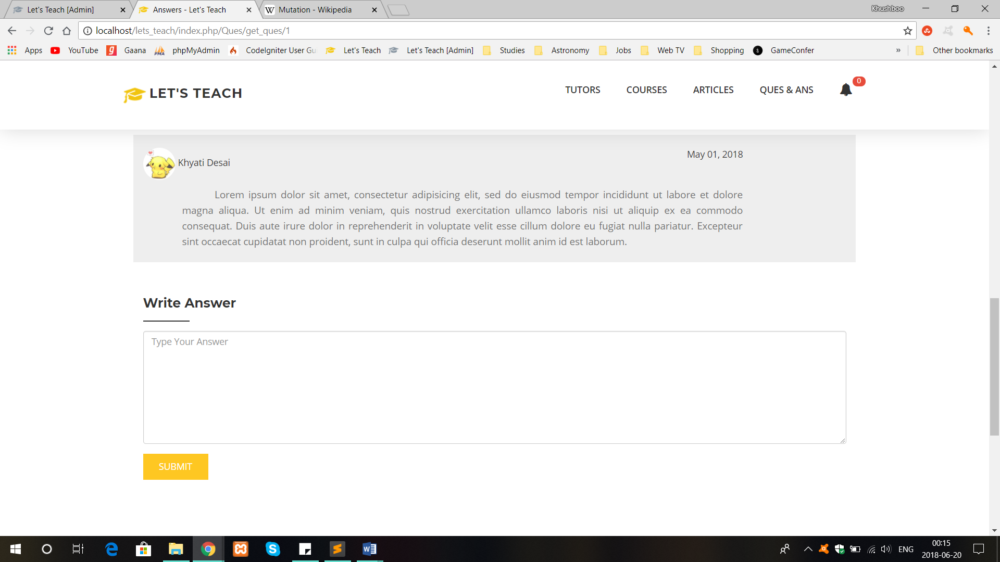 Let's Teach [Admin]
Answers - Let's Teach
Mutation - Wikipedia
Khushboo
localhost/lets_teach/index.php/Ques/get_ques/1
Apps
YouTube
Gaana
phpMyAdmin
CodeIgniter User Gu
Let's Teach
Let's Teach [Admin]
Studies
Astronomy
Jobs
Web TV
Shopping
GameConfer
»
Other bookmarks
LET'S TEACH
TUTORS
COURSES
ARTICLES
QUES & ANS
0
Khyati Desai
May 01, 2018
Lorem ipsum dolor sit amet, consectetur adipisicing elit, sed do eiusmod tempor incididunt ut labore et dolore
magna aliqua. Ut enim ad minim veniam, quis nostrud exercitation ullamco laboris nisi ut aliquip ex ea commodo
consequat. Duis aute irure dolor in reprehenderit in voluptate velit esse cillum dolore eu fugiat nulla pariatur. Excepteur
sint occaecat cupidatat non proident, sunt in culpa qui officia deserunt mollit anim id est laborum.
Write Answer
Type Your Answer
SUBMIT
ENG
00:15
2018-06-20